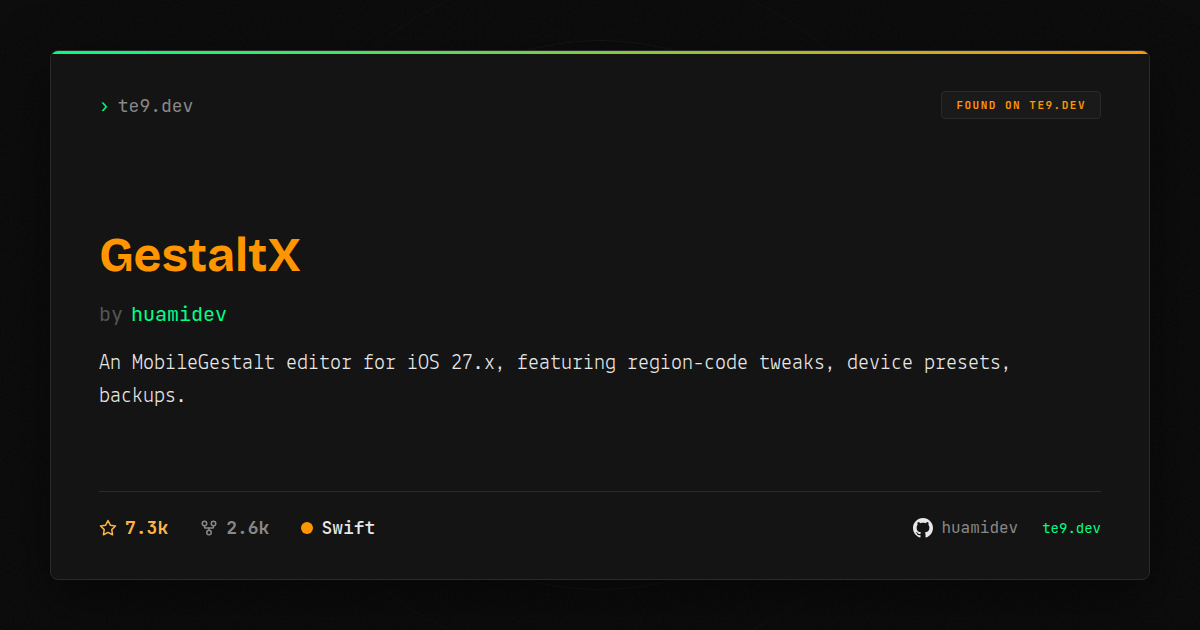 › te9.dev
FOUND ON TE9.DEV
GestaltX
by huamidev
An MobileGestalt editor for iOS 27.x, featuring region-code tweaks, device presets,
backups.
7.3k 2.6k Swift
huamidev te9.dev